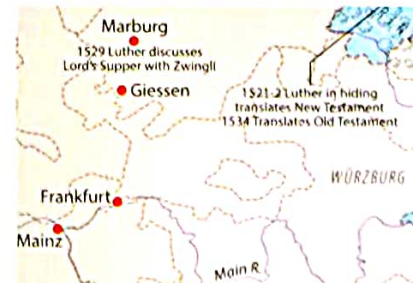 Marburg
1529 Luther discusses
Lord's Supper with Zwingli
Giessen
1521-2 Luther in hiding
translates New Testament
1534 Translates Old Testament
WÜRZBURG
Frankfurt
Mainz
Main R.